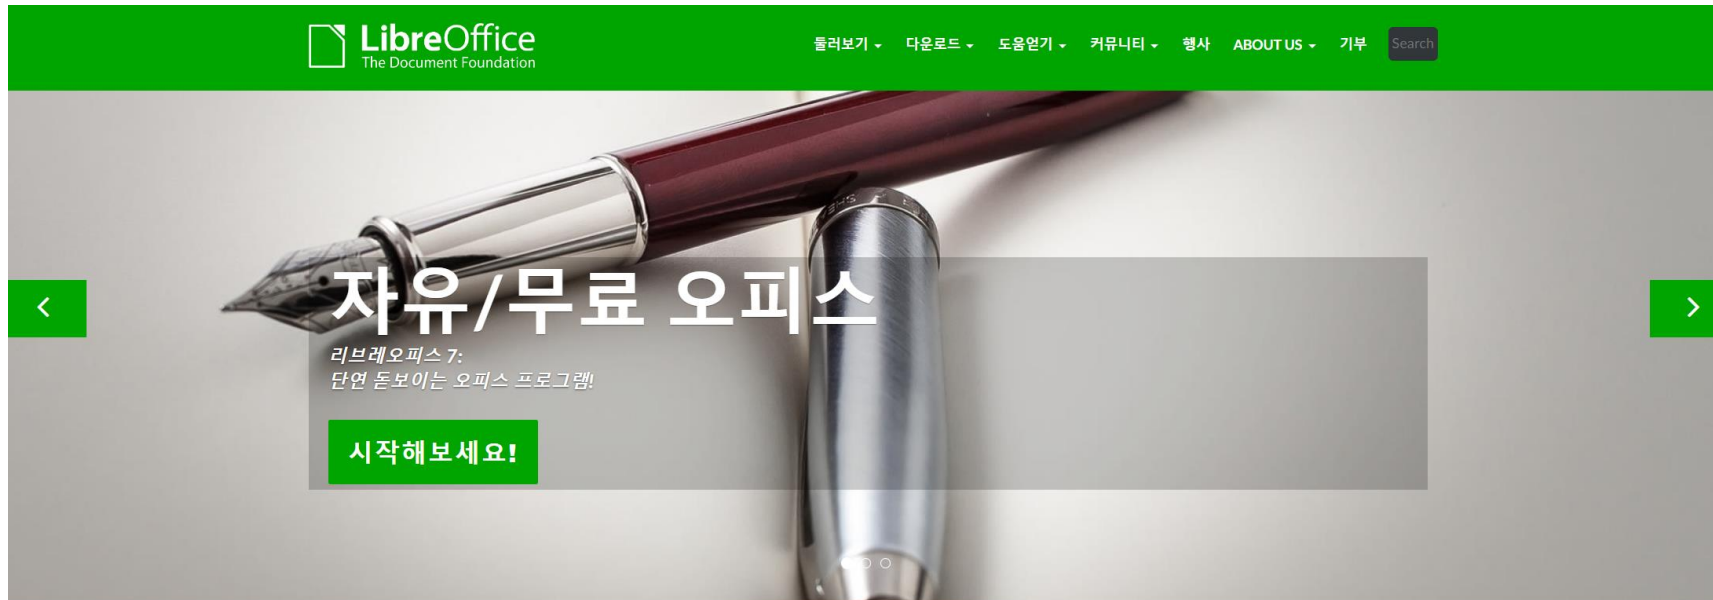 LibreOffice
The Document Foundation
둘러보기 다운로드 도움얻기 커뮤니티 행사 ABOUT US 기부 Search
자유/무료 오피스
리브레오피스 7:
단연 돋보이는 오피스 프로그램!
시작해보세요!